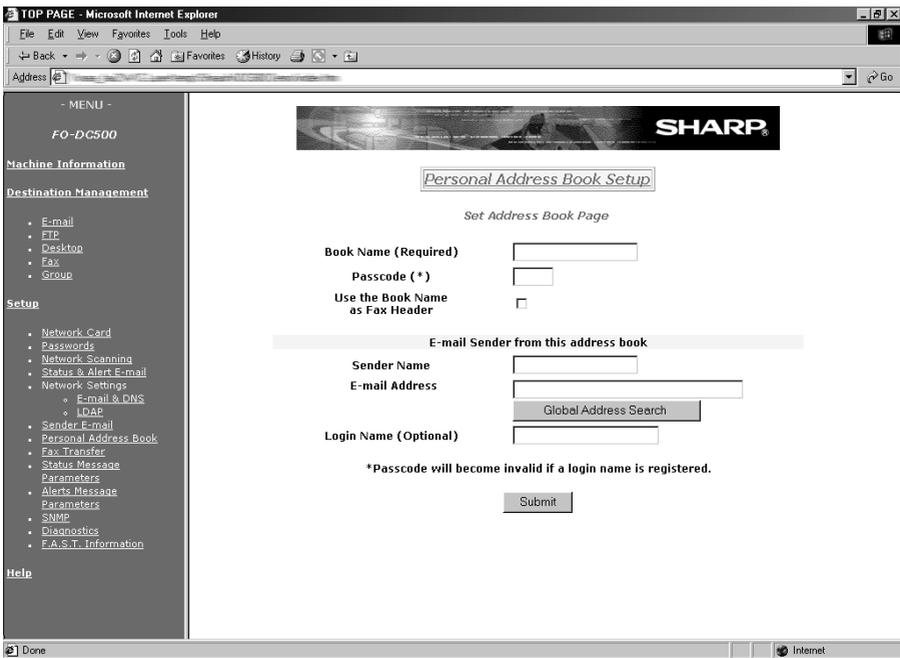 TOP PAGE - Microsoft Internet Explorer
File Edit View Favorites Tools Help
Back Favorites History
Address Go
- MENU -
FO-DC500
Machine Information
Destination Management
E-mail
FTP
Desktop
Fax
Group
Setup
Network Card
Passwords
Network Scanning
Status & Alert E-mail
Network Settings
E-mail & DNS
LDAP
Sender E-mail
Personal Address Book
Fax Transfer
Status Message
Parameters
Alerts Message
Parameters
SNMP
Diagnostics
F.A.S.T. Information
Help
SHARP®
Personal Address Book Setup
Set Address Book Page
Book Name (Required)
Passcode (*)
Use the Book Name
as Fax Header
E-mail Sender from this address book
Sender Name
E-mail Address
Global Address Search
Login Name (Optional)
*Passcode will become invalid if a login name is registered.
Submit
Done Internet